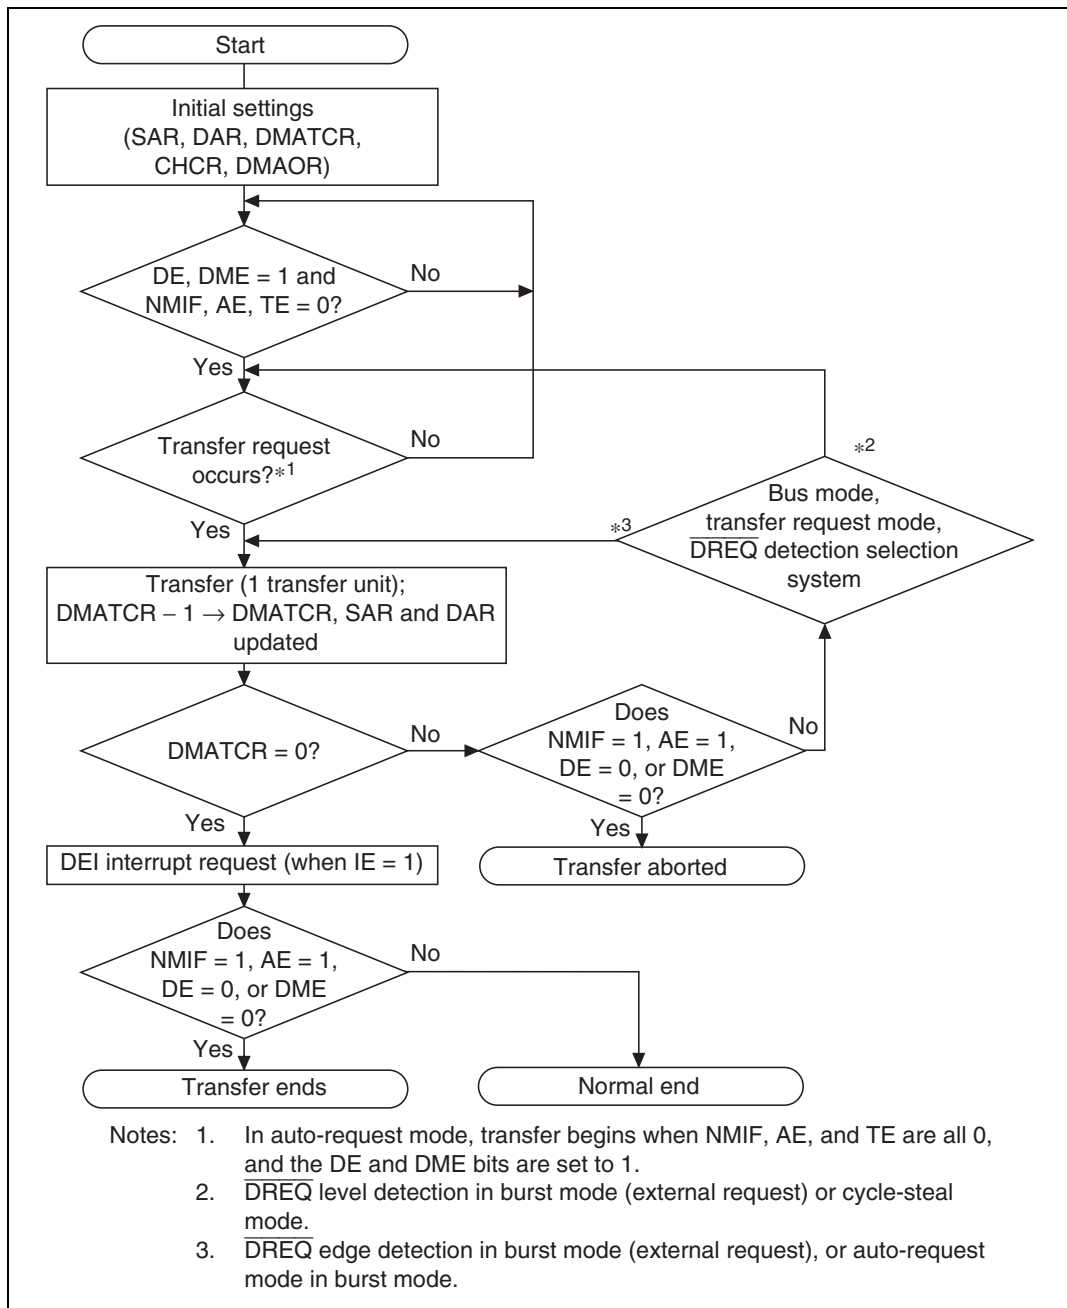 Start
Initial settings
(SAR, DAR, DMATCR,
CHCR, DMAOR)
DE, DME = 1 and
NMIF, AE, TE = 0?
No
Yes
Transfer request
occurs?*1
No
Yes
*2
Bus mode,
transfer request mode,
DREQ detection selection
system
*3
Transfer (1 transfer unit);
DMATCR – 1 → DMATCR, SAR and DAR
updated
DMATCR = 0?
No
Yes
Does
NMIF = 1, AE = 1,
DE = 0, or DME
= 0?
No
Yes
Transfer aborted
DEI interrupt request (when IE = 1)
Does
NMIF = 1, AE = 1,
DE = 0, or DME
= 0?
No
Yes
Transfer ends
Normal end
Notes: 1. In auto-request mode, transfer begins when NMIF, AE, and TE are all 0,
and the DE and DME bits are set to 1.
2. DREQ level detection in burst mode (external request) or cycle-steal
mode.
3. DREQ edge detection in burst mode (external request), or auto-request
mode in burst mode.